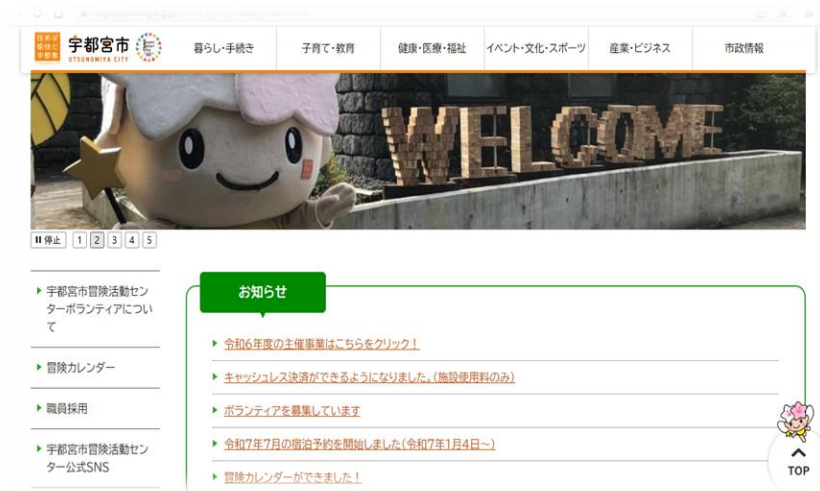 住めば
愉快だ
宇都宮
宇都宮市
UTSUNOMIYA CITY
暮らし・手続き
子育て・教育
健康・医療・福祉
イベント・文化・スポーツ
産業・ビジネス
市政情報
WELCOME
停止
1
2
3
4
5
宇都宮市冒険活動セン
ターボランティアについ
て
冒険カレンダー
職員採用
宇都宮市冒険活動セン
ター公式SNS
お知らせ
令和6年度の主催事業はこちらをクリック！
キャッシュレス決済ができるようになりました。(施設使用料のみ)
ボランティアを募集しています
令和7年7月の宿泊予約を開始しました(令和7年1月4日～)
冒険カレンダーができました！
TOP